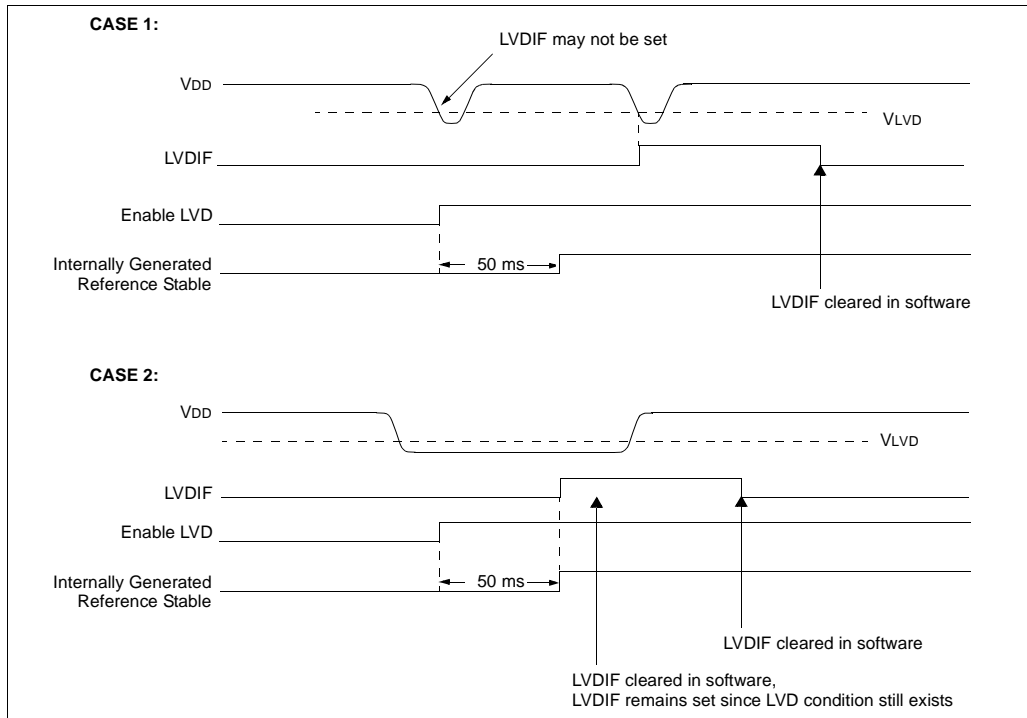 CASE 1:
LVDIF may not be set
VDD
VLVD
LVDIF
Enable LVD
50 ms
Internally Generated
Reference Stable
LVDIF cleared in software
CASE 2:
VDD
VLVD
LVDIF
Enable LVD
50 ms
Internally Generated
Reference Stable
LVDIF cleared in software
LVDIF cleared in software,
LVDIF remains set since LVD condition still exists